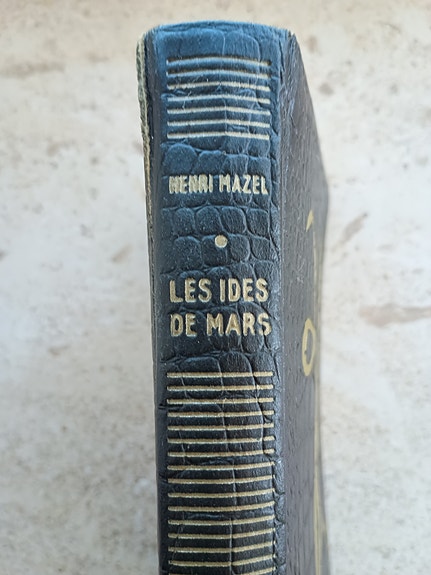 HENRI MAZEL
LES IDES
DE MARS